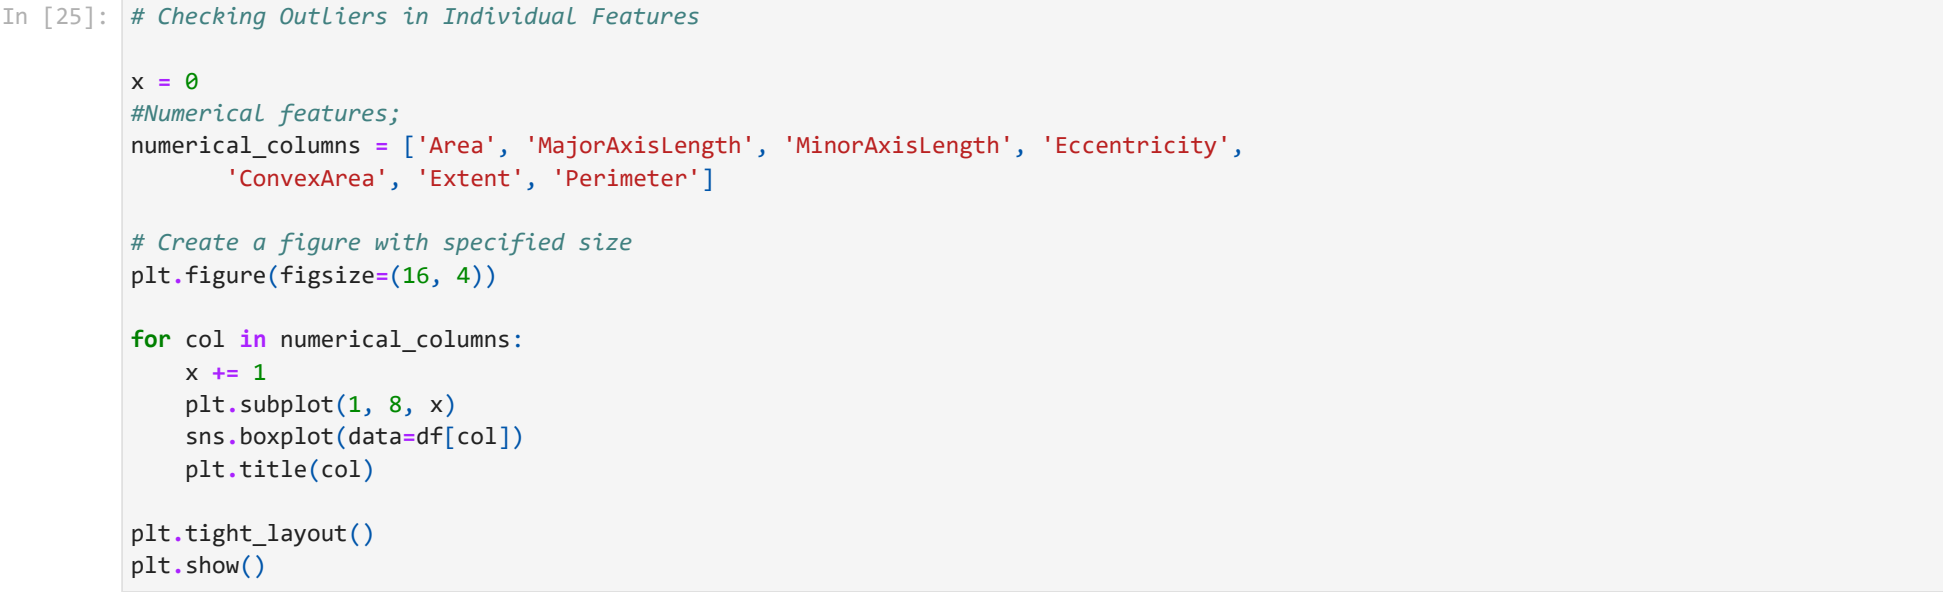 In [25]: # Checking Outliers in Individual Features
x = 0
#Numerical features;
numerical_columns = ['Area', 'MajorAxisLength', 'MinorAxisLength', 'Eccentricity',
       'ConvexArea', 'Extent', 'Perimeter']
# Create a figure with specified size
plt.figure(figsize=(16, 4))
for col in numerical_columns:
    x += 1
    plt.subplot(1, 8, x)
    sns.boxplot(data=df[col])
    plt.title(col)
plt.tight_layout()
plt.show()